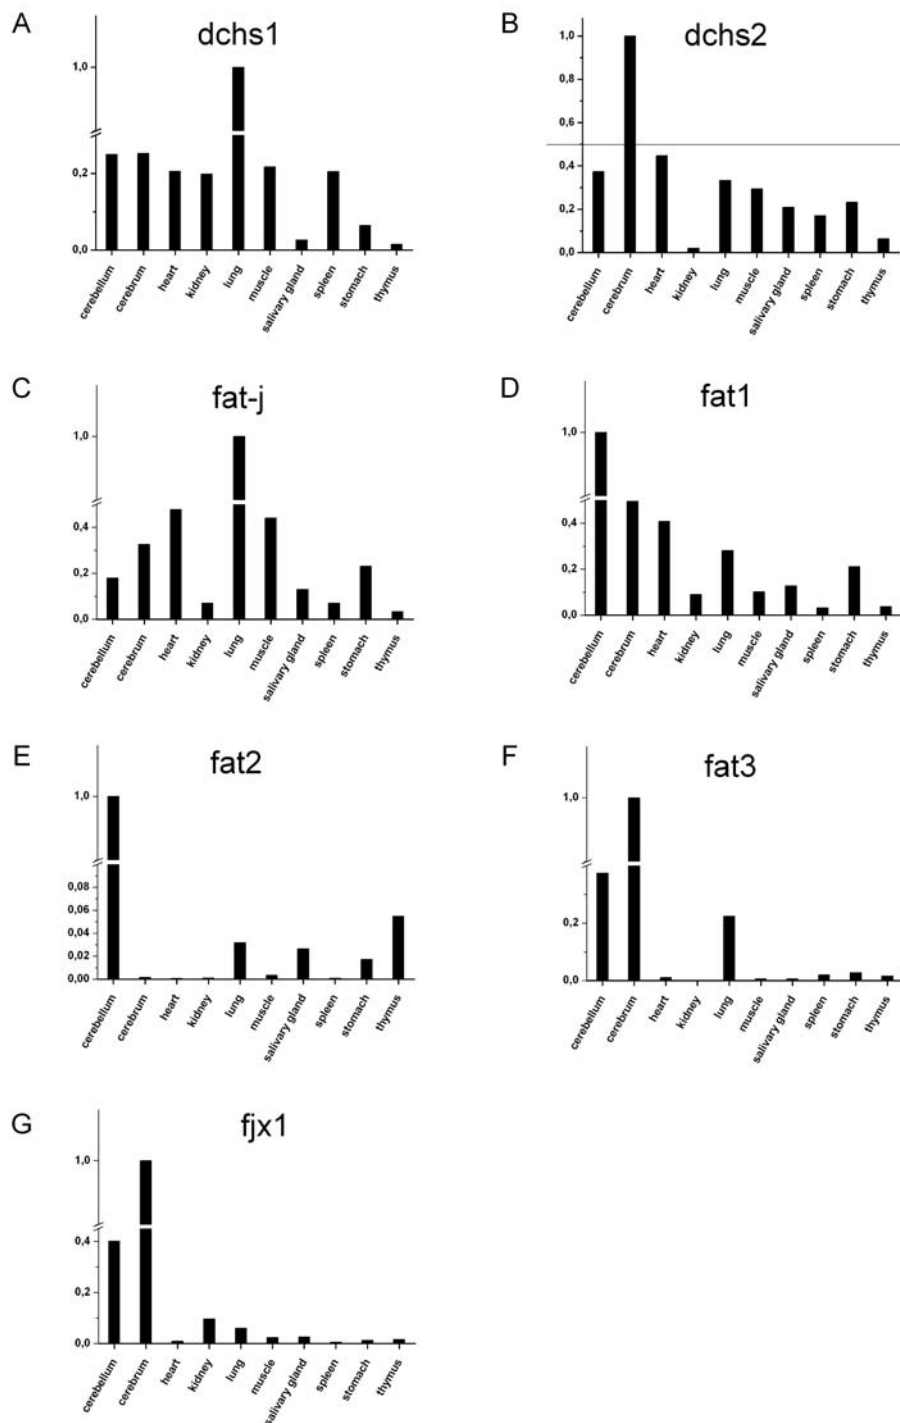 A
dchs1
1,0
0,2
0,0
cerebellum
cerebrum
heart
kidney
lung
muscle
salivary gland
spleen
stomach
thymus
B
dchs2
1,0
0,8
0,6
0,4
0,2
0,0
cerebellum
cerebrum
heart
kidney
lung
muscle
salivary gland
spleen
stomach
thymus
C
fat-j
1,0
0,4
0,2
0,0
cerebellum
cerebrum
heart
kidney
lung
muscle
salivary gland
spleen
stomach
thymus
D
fat1
1,0
0,4
0,2
0,0
cerebellum
cerebrum
heart
kidney
lung
muscle
salivary gland
spleen
stomach
thymus
E
fat2
1,0
0,08
0,06
0,04
0,02
0,00
cerebellum
cerebrum
heart
kidney
lung
muscle
salivary gland
spleen
stomach
thymus
F
fat3
1,0
0,2
0,0
cerebellum
cerebrum
heart
kidney
lung
muscle
salivary gland
spleen
stomach
thymus
G
fjx1
1,0
0,4
0,2
0,0
cerebellum
cerebrum
heart
kidney
lung
muscle
salivary gland
spleen
stomach
thymus